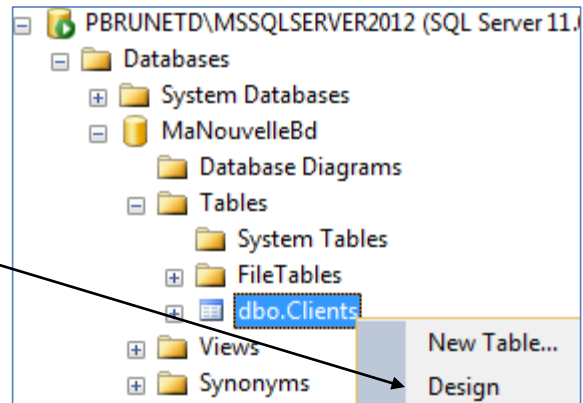 PBRUNETD\MSSQLSERVER2012 (SQL Server 11.
Databases
System Databases
MaNouvelleBd
Database Diagrams
Tables
System Tables
FileTables
dbo.Clients
New Table...
Views
Design
Synonyms